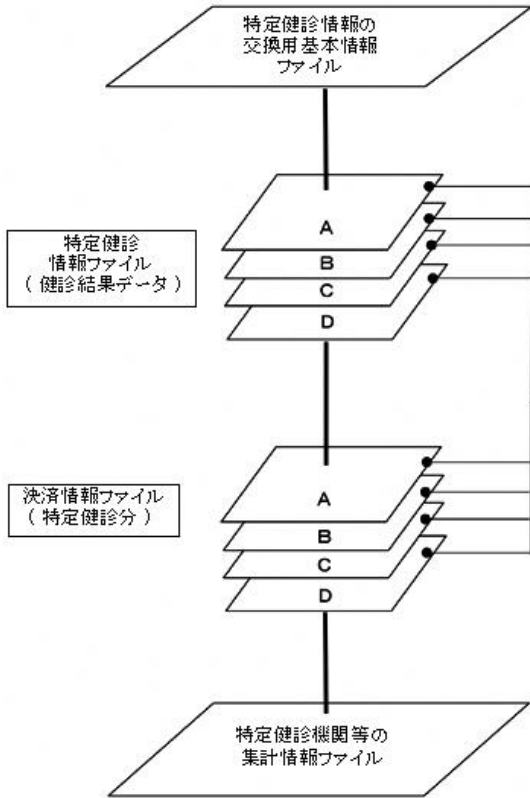 特定健診情報の
交換用基本情報
ファイル
A
B
C
D
特定健診
情報ファイル
（健診結果データ）
A
B
C
D
決済情報ファイル
（特定健診分）
特定健診機関等の
集計情報ファイル